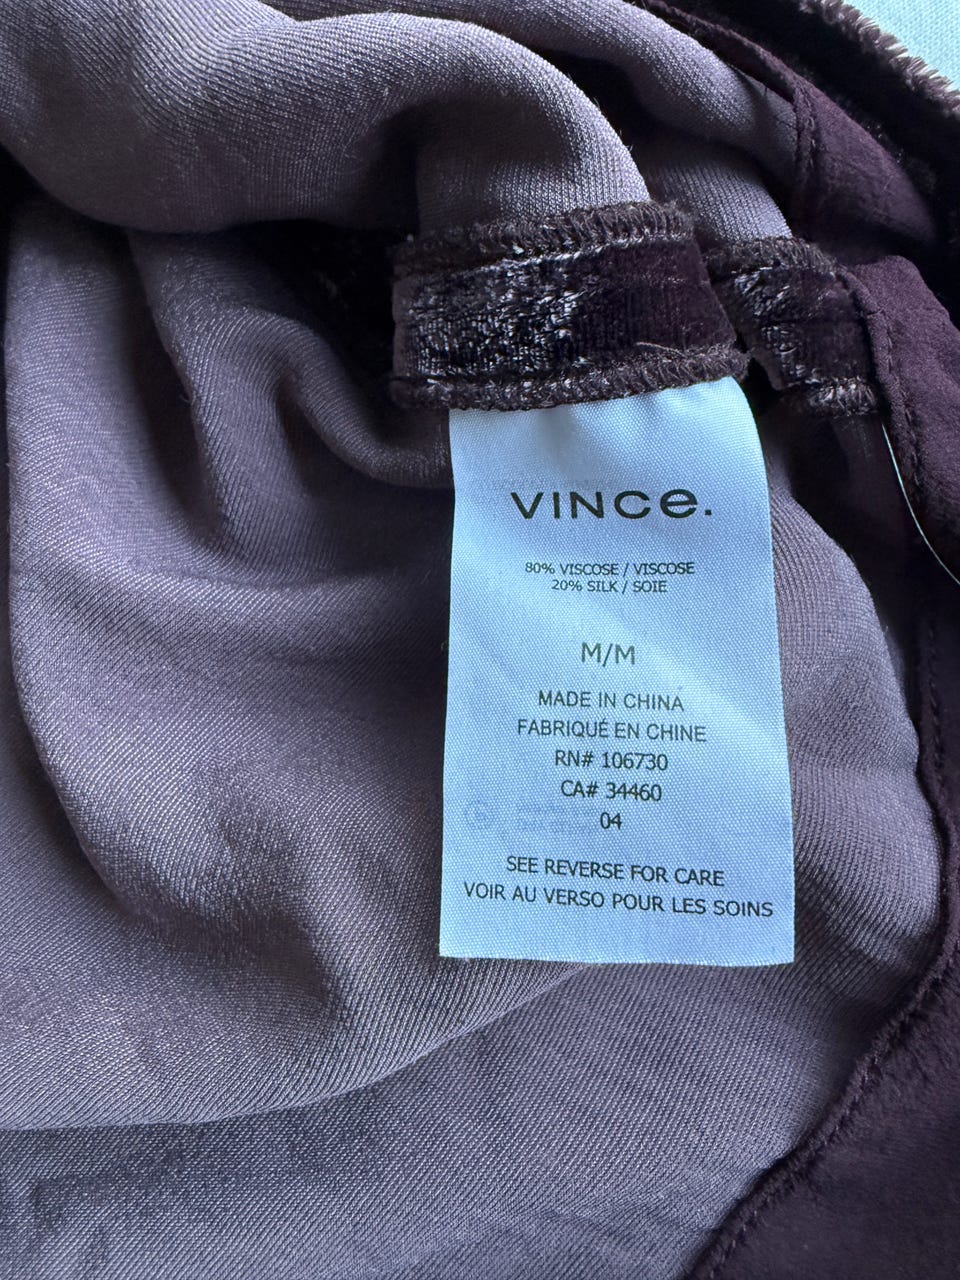 VINCE.
80% VISCOSE / VISCOSE
20% SILK / SOIE
M/M
MADE IN CHINA
FABRIQUÉ EN CHINE
RN# 106730
CA# 34460
04
SEE REVERSE FOR CARE
VOIR AU VERSO POUR LES SOINS